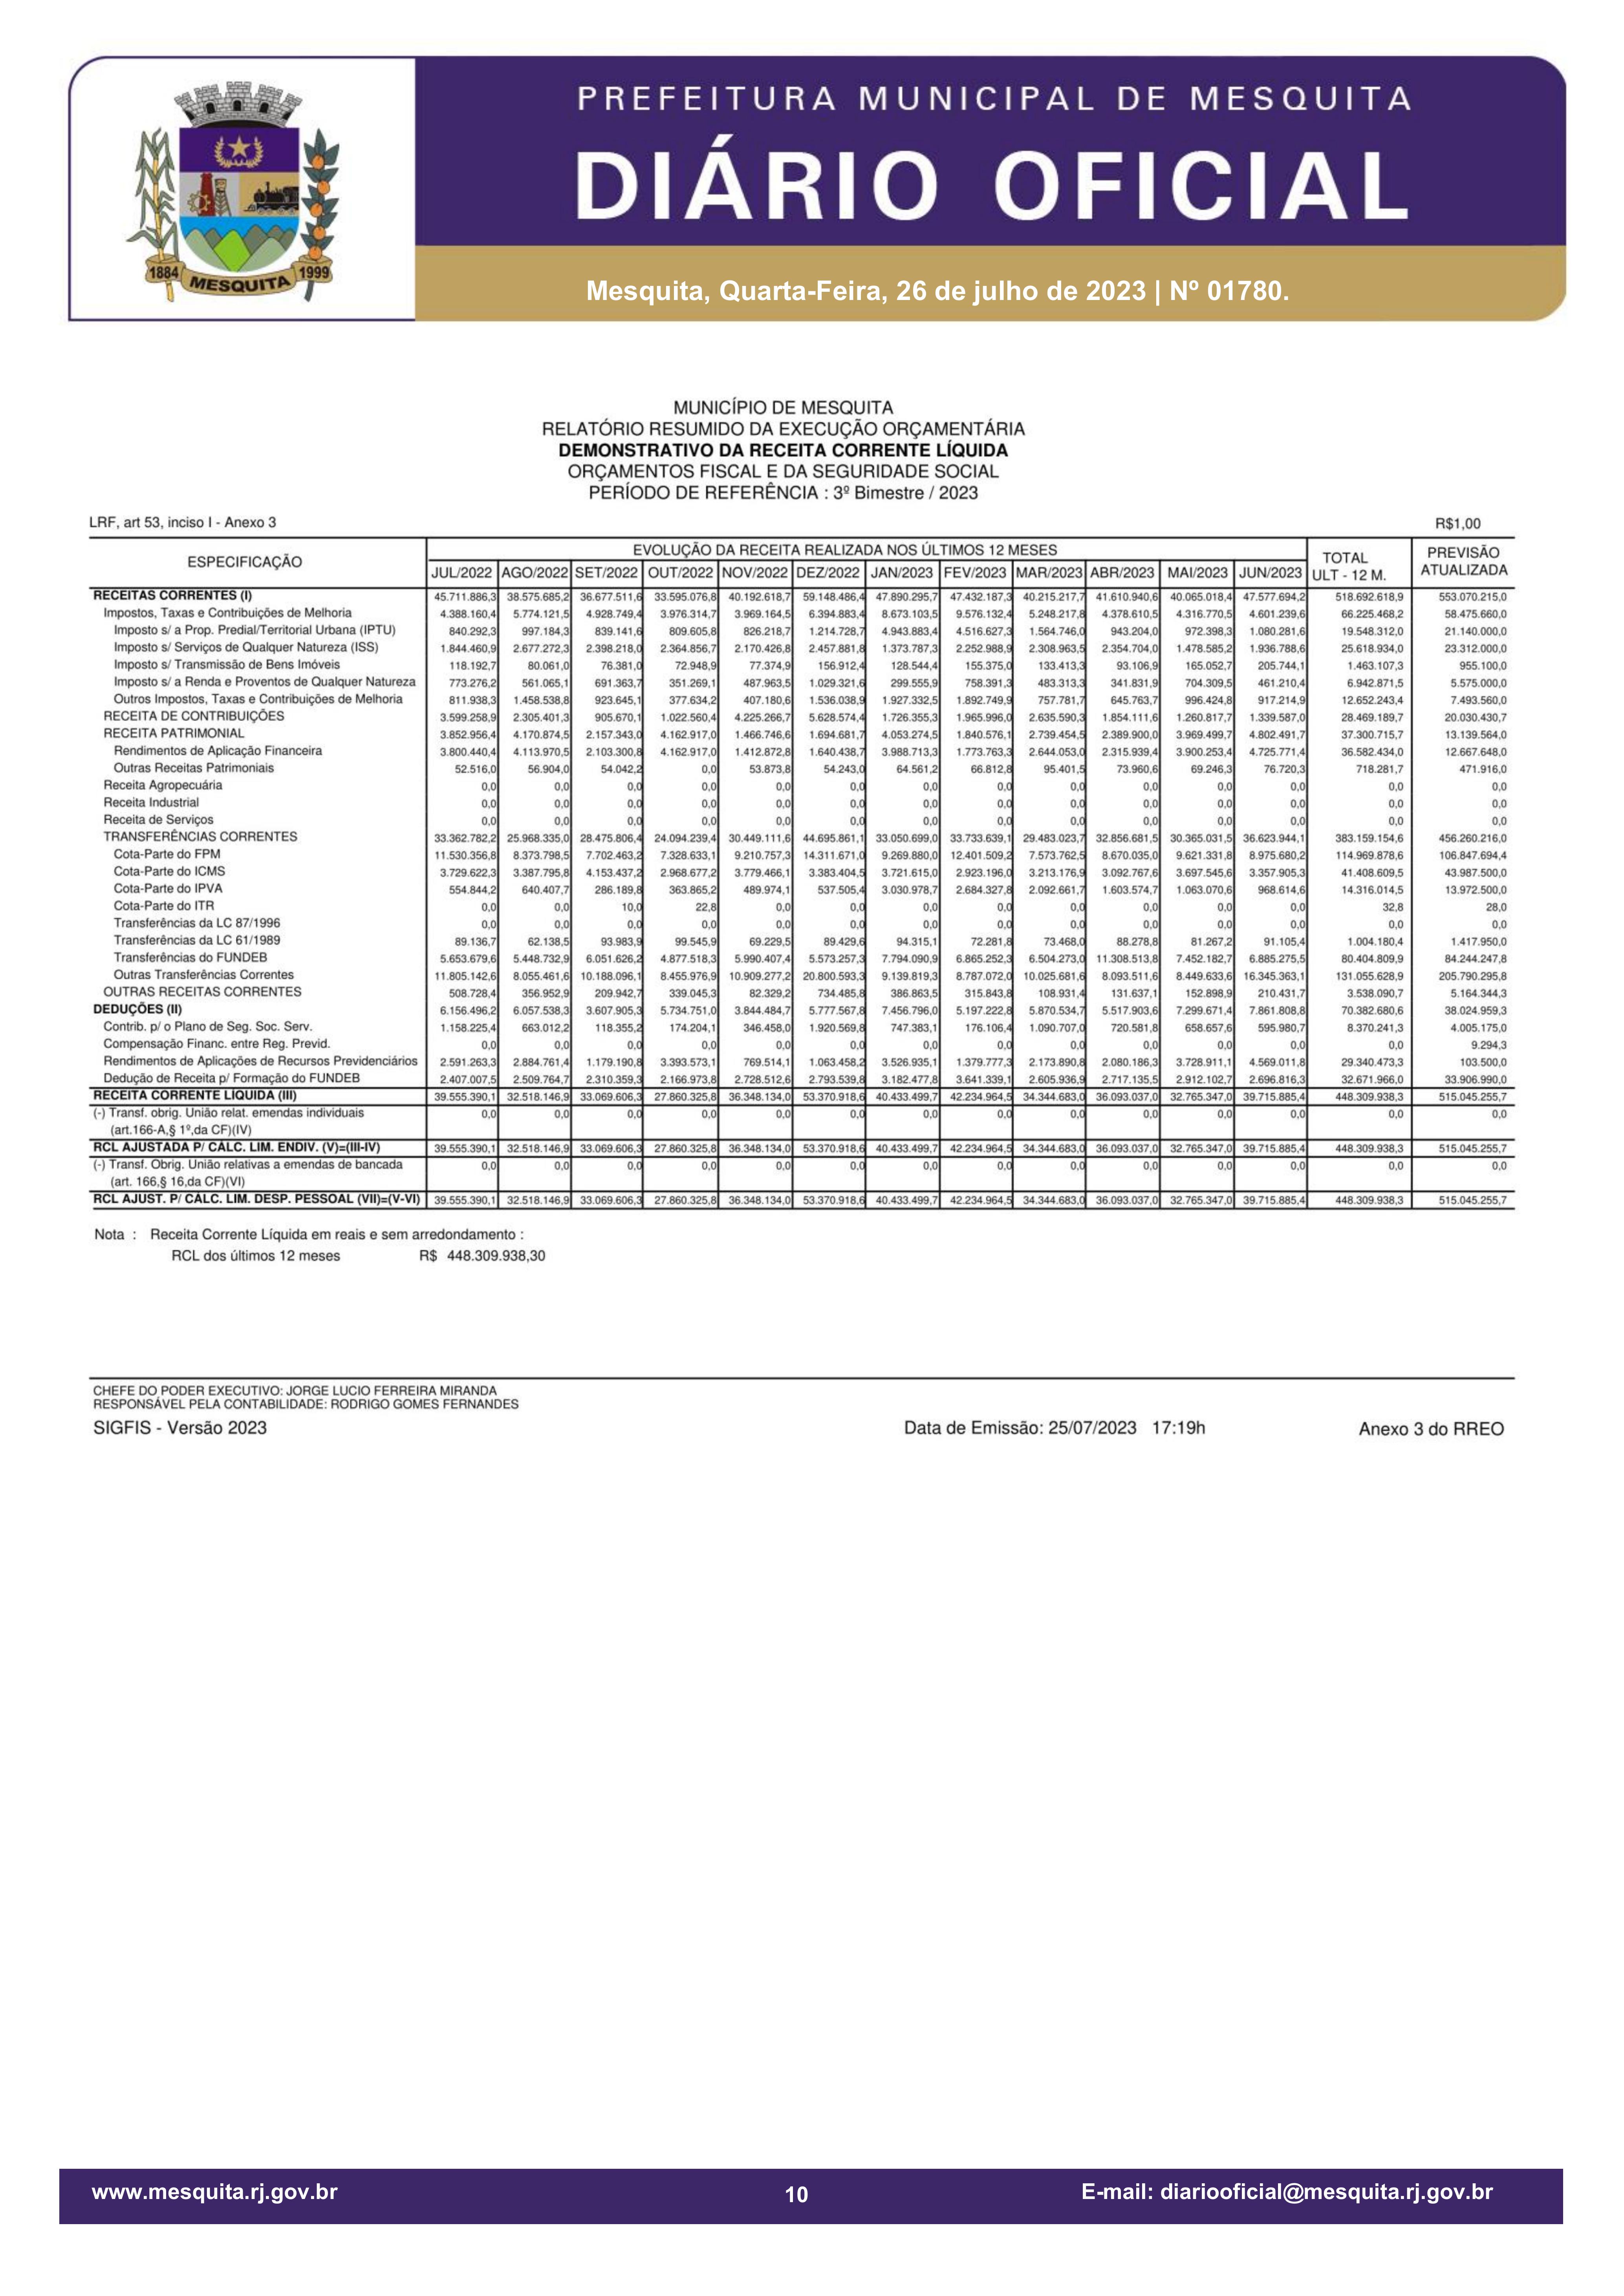 PREFEITURA MUNICIPAL DE MESQUITA
DIÁRIO OFICIAL
1884 MESQUITA 1999
Mesquita, Quarta-Feira, 26 de julho de 2023 | Nº 01780.
MUNICÍPIO DE MESQUITA
RELATÓRIO RESUMIDO DA EXECUÇÃO ORÇAMENTÁRIA
DEMONSTRATIVO DA RECEITA CORRENTE LÍQUIDA
ORÇAMENTOS FISCAL E DA SEGURIDADE SOCIAL
PERÍODO DE REFERÊNCIA : 3º Bimestre / 2023
LRF, art 53, inciso I - Anexo 3 R$1,00
ESPECIFICAÇÃO EVOLUÇÃO DA RECEITA REALIZADA NOS ÚLTIMOS 12 MESES TOTAL ULT - 12 M. PREVISÃO ATUALIZADA
JUL/2022 AGO/2022 SET/2022 OUT/2022 NOV/2022 DEZ/2022 JAN/2023 FEV/2023 MAR/2023 ABR/2023 MAI/2023 JUN/2023
RECEITAS CORRENTES (I) 45.711.886,3 38.575.685,2 36.677.511,6 33.595.076,8 40.192.618,7 59.148.486,4 47.890.295,7 47.432.187,3 40.215.217,7 41.610.940,6 40.065.018,4 47.577.694,2 518.692.618,9 553.070.215,0
Impostos, Taxas e Contribuições de Melhoria 4.388.160,4 5.774.121,5 4.928.749,4 3.976.314,7 3.969.164,5 6.394.883,4 8.673.103,5 9.576.132,4 5.248.217,8 4.378.610,5 4.316.770,5 4.601.239,6 66.225.468,2 58.475.660,0
Imposto s/ a Prop. Predial/Territorial Urbana (IPTU) 840.292,3 997.184,3 839.141,6 809.605,8 826.218,7 1.214.728,7 4.943.883,4 4.516.627,3 1.564.746,0 943.204,0 972.398,3 1.080.281,6 19.548.312,0 21.140.000,0
Imposto s/ Serviços de Qualquer Natureza (ISS) 1.844.460,9 2.677.272,3 2.398.218,0 2.364.856,7 2.170.426,8 2.457.881,8 1.373.787,3 2.252.988,9 2.308.963,5 2.354.704,0 1.478.585,2 1.936.788,6 25.618.934,0 23.312.000,0
Imposto s/ Transmissão de Bens Imóveis 118.192,7 80.061,0 76.381,0 72.948,9 77.374,9 156.912,4 128.544,4 155.375,0 133.413,3 93.106,9 165.052,7 205.744,1 1.463.107,3 955.100,0
Imposto s/ a Renda e Proventos de Qualquer Natureza 773.276,2 561.065,1 691.363,7 351.269,1 487.963,5 1.029.321,6 299.555,9 758.391,3 483.313,3 341.831,9 704.309,5 461.210,4 6.942.871,5 5.575.000,0
Outros Impostos, Taxas e Contribuições de Melhoria 811.938,3 1.458.538,8 923.645,1 377.634,2 407.180,6 1.536.038,9 1.927.332,5 1.892.749,9 757.781,7 645.763,7 996.424,8 917.214,9 12.652.243,4 7.493.560,0
RECEITA DE CONTRIBUIÇÕES 3.599.258,9 2.305.401,3 905.670,1 1.022.560,4 4.225.266,7 5.628.574,4 1.726.355,3 1.965.996,0 2.635.590,3 1.854.111,6 1.260.817,7 1.339.587,0 28.469.189,7 20.030.430,7
RECEITA PATRIMONIAL 3.852.956,4 4.170.874,5 2.157.343,0 4.162.917,0 1.466.746,6 1.694.681,7 4.053.274,5 1.840.576,1 2.739.454,5 2.389.900,0 3.969.499,7 4.802.491,7 37.300.715,7 13.139.564,0
Rendimentos de Aplicação Financeira 3.800.440,4 4.113.970,5 2.103.300,8 4.162.917,0 1.412.872,8 1.640.438,7 3.988.713,3 1.773.763,3 2.644.053,0 2.315.939,4 3.900.253,4 4.725.771,4 36.582.434,0 12.667.648,0
Outras Receitas Patrimoniais 52.516,0 56.904,0 54.042,2 0,0 53.873,8 54.243,0 64.561,2 66.812,8 95.401,5 73.960,6 69.246,3 76.720,3 718.281,7 471.916,0
Receita Agropecuária 0,0 0,0 0,0 0,0 0,0 0,0 0,0 0,0 0,0 0,0 0,0 0,0 0,0 0,0
Receita Industrial 0,0 0,0 0,0 0,0 0,0 0,0 0,0 0,0 0,0 0,0 0,0 0,0 0,0 0,0
Receita de Serviços 0,0 0,0 0,0 0,0 0,0 0,0 0,0 0,0 0,0 0,0 0,0 0,0 0,0 0,0
TRANSFERÊNCIAS CORRENTES 33.362.782,2 25.968.335,0 28.475.806,4 24.094.239,4 30.449.111,6 44.695.861,1 33.050.699,0 33.733.639,1 29.483.023,7 32.856.681,5 30.365.031,5 36.623.944,1 383.159.154,6 456.260.216,0
Cota-Parte do FPM 11.530.356,8 8.373.798,5 7.702.463,2 7.328.633,1 9.210.757,3 14.311.671,0 9.269.880,0 12.401.509,2 7.573.762,5 8.670.035,0 9.621.331,8 8.975.680,2 114.969.878,6 106.847.694,4
Cota-Parte do ICMS 3.729.622,3 3.387.795,8 4.153.437,2 2.968.677,2 3.779.466,1 3.383.404,5 3.721.615,0 2.923.196,0 3.213.176,9 3.092.767,6 3.697.545,6 3.357.905,3 41.408.609,5 43.987.500,0
Cota-Parte do IPVA 554.844,2 640.407,7 286.189,8 363.865,2 489.974,1 537.505,4 3.030.978,7 2.684.327,8 2.092.661,7 1.603.574,7 1.063.070,6 968.614,6 14.316.014,5 13.972.500,0
Cota-Parte do ITR 0,0 0,0 10,0 22,8 0,0 0,0 0,0 0,0 0,0 0,0 0,0 0,0 32,8 28,0
Transferências da LC 87/1996 0,0 0,0 0,0 0,0 0,0 0,0 0,0 0,0 0,0 0,0 0,0 0,0 0,0 0,0
Transferências da LC 61/1989 89.136,7 62.138,5 93.983,9 99.545,9 69.229,5 89.429,6 94.315,1 72.281,8 73.468,0 88.278,8 81.267,2 91.105,4 1.004.180,4 1.417.950,0
Transferências do FUNDEB 5.653.679,6 5.448.732,9 6.051.626,2 4.877.518,3 5.990.407,4 5.573.257,3 7.794.090,9 6.865.252,3 6.504.273,0 11.308.513,8 7.452.182,7 6.885.275,5 80.404.809,9 84.244.247,8
Outras Transferências Correntes 11.805.142,6 8.055.461,6 10.188.096,1 8.455.976,9 10.909.277,2 20.800.593,3 9.139.819,3 8.787.072,0 10.025.681,6 8.093.511,6 8.449.633,6 16.345.363,1 131.055.628,9 205.790.295,8
OUTRAS RECEITAS CORRENTES 508.728,4 356.952,9 209.942,7 339.045,3 82.329,2 734.485,8 386.863,5 315.843,8 108.931,4 131.637,1 152.898,9 210.431,7 3.538.090,7 5.164.344,3
DEDUÇÕES (II) 6.156.496,2 6.057.538,3 3.607.905,3 5.734.751,0 3.844.484,7 5.777.567,8 7.456.796,0 5.197.222,8 5.870.534,7 5.517.903,6 7.299.671,4 7.861.808,8 70.382.680,6 38.024.959,3
Contrib. p/ o Plano de Seg. Soc. Serv. 1.158.225,4 663.012,2 118.355,2 174.204,1 346.458,0 1.920.569,8 747.383,1 176.106,4 1.090.707,0 720.581,8 658.657,6 595.980,7 8.370.241,3 4.005.175,0
Compensação Financ. entre Reg. Previd. 0,0 0,0 0,0 0,0 0,0 0,0 0,0 0,0 0,0 0,0 0,0 0,0 0,0 9.294,3
Rendimentos de Aplicações de Recursos Previdenciários 2.591.263,3 2.884.761,4 1.179.190,8 3.393.573,1 769.514,1 1.063.458,2 3.526.935,1 1.379.777,3 2.173.890,8 2.080.186,3 3.728.911,1 4.569.011,8 29.340.473,3 103.500,0
Dedução de Receita p/ Formação do FUNDEB 2.407.007,5 2.509.764,7 2.310.359,3 2.166.973,8 2.728.512,6 2.793.539,8 3.182.477,8 3.641.339,1 2.605.936,9 2.717.135,5 2.912.102,7 2.696.816,3 32.671.966,0 33.906.990,0
RECEITA CORRENTE LÍQUIDA (III) 39.555.390,1 32.518.146,9 33.069.606,3 27.860.325,8 36.348.134,0 53.370.918,6 40.433.499,7 42.234.964,5 34.344.683,0 36.093.037,0 32.765.347,0 39.715.885,4 448.309.938,3 515.045.255,7
(-) Transf. obrig. União relat. emendas individuais 0,0 0,0 0,0 0,0 0,0 0,0 0,0 0,0 0,0 0,0 0,0 0,0 0,0 0,0
(art.166-A,§ 1º,da CF)(IV)
RCL AJUSTADA P/ CÁLC. LIM. ENDIV. (V)=(III-IV) 39.555.390,1 32.518.146,9 33.069.606,3 27.860.325,8 36.348.134,0 53.370.918,6 40.433.499,7 42.234.964,5 34.344.683,0 36.093.037,0 32.765.347,0 39.715.885,4 448.309.938,3 515.045.255,7
(-) Transf. Obrig. União relativas a emendas de bancada 0,0 0,0 0,0 0,0 0,0 0,0 0,0 0,0 0,0 0,0 0,0 0,0 0,0 0,0
(art. 166,§ 16,da CF)(VI)
RCL AJUST. P/ CÁLC. LIM. DESP. PESSOAL (VII)=(V-VI) 39.555.390,1 32.518.146,9 33.069.606,3 27.860.325,8 36.348.134,0 53.370.918,6 40.433.499,7 42.234.964,5 34.344.683,0 36.093.037,0 32.765.347,0 39.715.885,4 448.309.938,3 515.045.255,7
Nota : Receita Corrente Líquida em reais e sem arredondamento :
RCL dos últimos 12 meses R$ 448.309.938,30
CHEFE DO PODER EXECUTIVO: JORGE LUCIO FERREIRA MIRANDA
RESPONSÁVEL PELA CONTABILIDADE: RODRIGO GOMES FERNANDES
SIGFIS - Versão 2023 Data de Emissão: 25/07/2023 17:19h Anexo 3 do RREO
www.mesquita.rj.gov.br 10 E-mail: diariooficial@mesquita.rj.gov.br